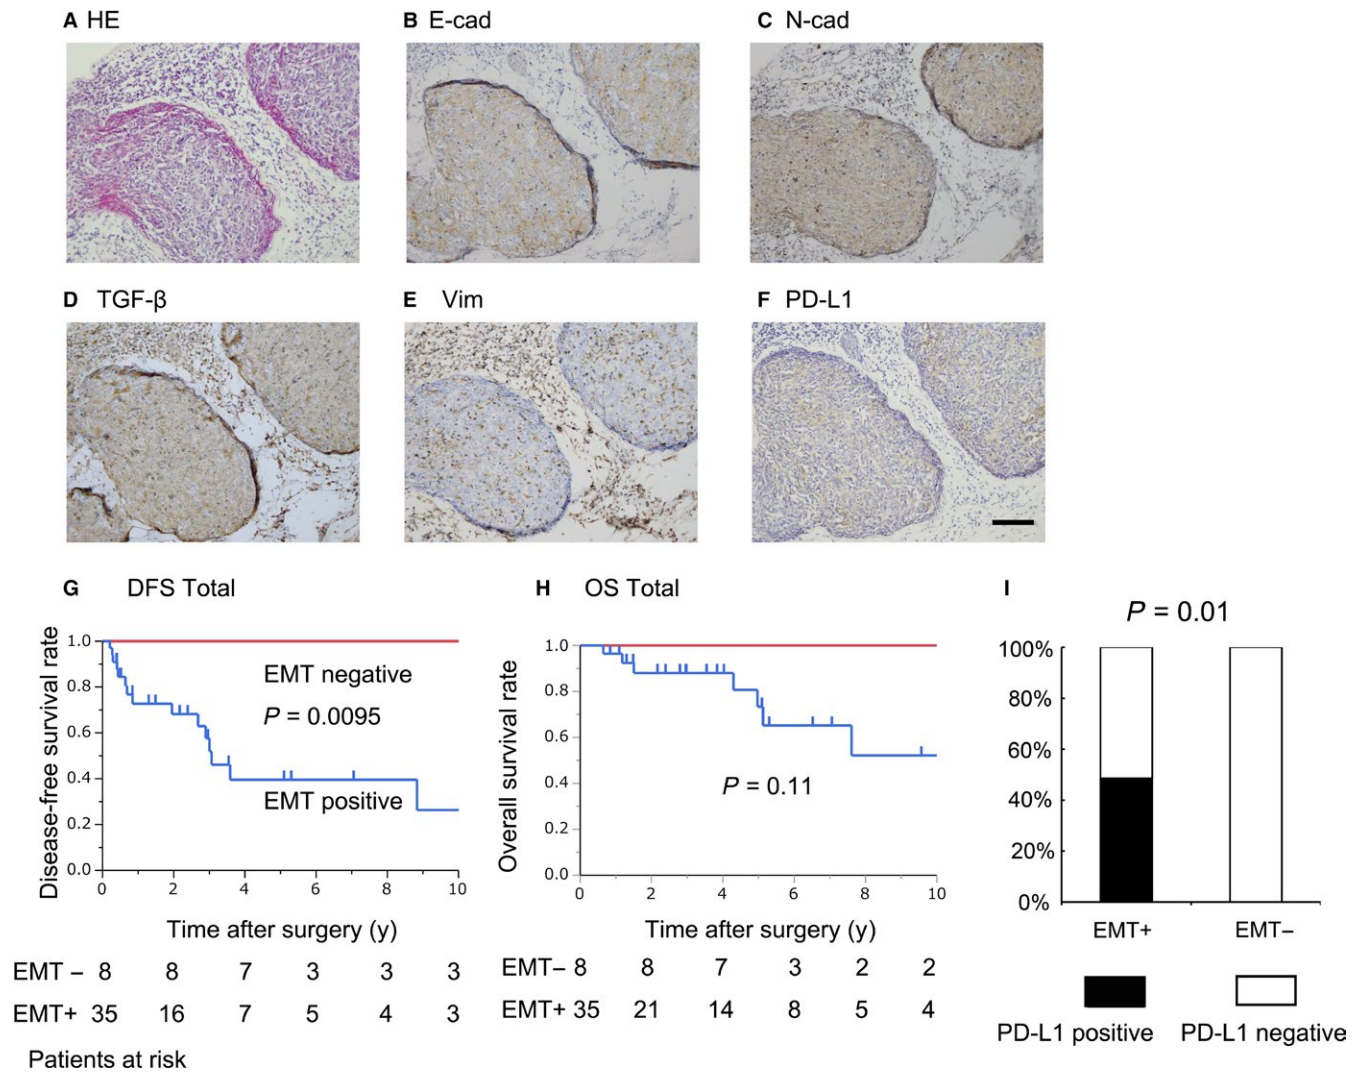 A HE
B E-cad
C N-cad
D TGF-β
E Vim
F PD-L1
G DFS Total
Disease-free survival rate
1.0
0.8
0.6
0.4
0.2
0.0
EMT negative
P = 0.0095
EMT positive
0 2 4 6 8 10
Time after surgery (y)
EMT – 8 8 7 3 3 3
EMT+ 35 16 7 5 4 3
Patients at risk
H OS Total
Overall survival rate
1.0
0.8
0.6
0.4
0.2
0.0
P = 0.11
0 2 4 6 8 10
Time after surgery (y)
EMT– 8 8 7 3 2 2
EMT+ 35 21 14 8 5 4
I
P = 0.01
100%
80%
60%
40%
20%
0%
EMT+ EMT–
PD-L1 positive PD-L1 negative